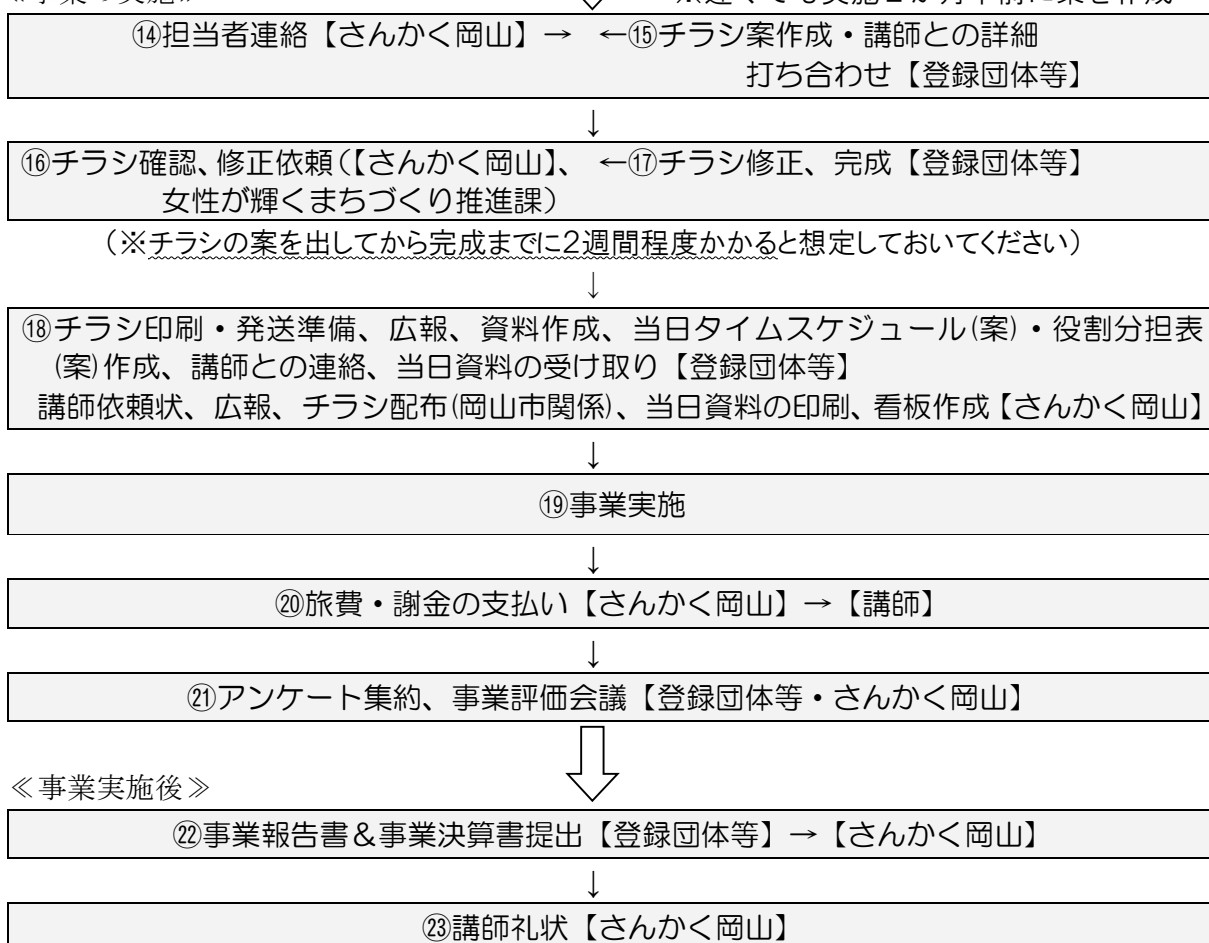 ⑭担当者連絡【さんかく岡山】→ ←⑮チラシ案作成・講師との詳細
打ち合わせ【登録団体等】
↓
⑯チラシ確認、修正依頼(【さんかく岡山】、 ←⑰チラシ修正、完成【登録団体等】
女性が輝くまちづくり推進課)
(※チラシの案を出してから完成までに2週間程度かかると想定しておいてください)
↓
⑱チラシ印刷・発送準備、広報、資料作成、当日タイムスケジュール(案)・役割分担表
(案)作成、講師との連絡、当日資料の受け取り【登録団体等】
講師依頼状、広報、チラシ配布(岡山市関係)、当日資料の印刷、看板作成【さんかく岡山】
↓
⑲事業実施
↓
⑳旅費・謝金の支払い【さんかく岡山】→【講師】
↓
㉑アンケート集約、事業評価会議【登録団体等・さんかく岡山】
≪事業実施後≫
㉒事業報告書&事業決算書提出【登録団体等】→【さんかく岡山】
↓
㉓講師礼状【さんかく岡山】